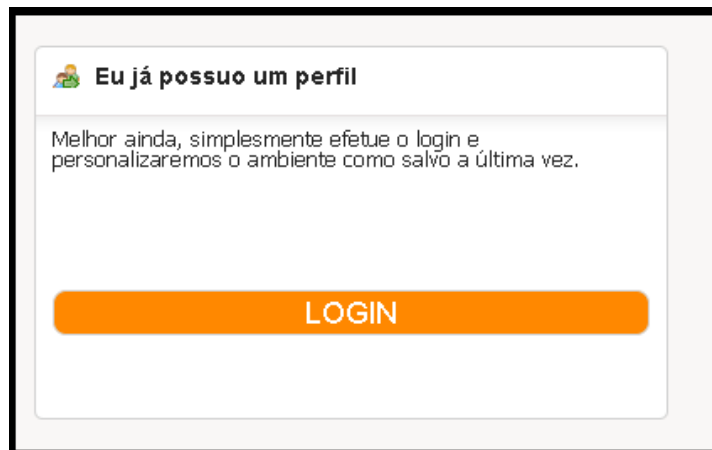 Eu já possuo um perfil
Melhor ainda, simplesmente efetue o login e
personalizaremos o ambiente como salvo a última vez.
LOGIN